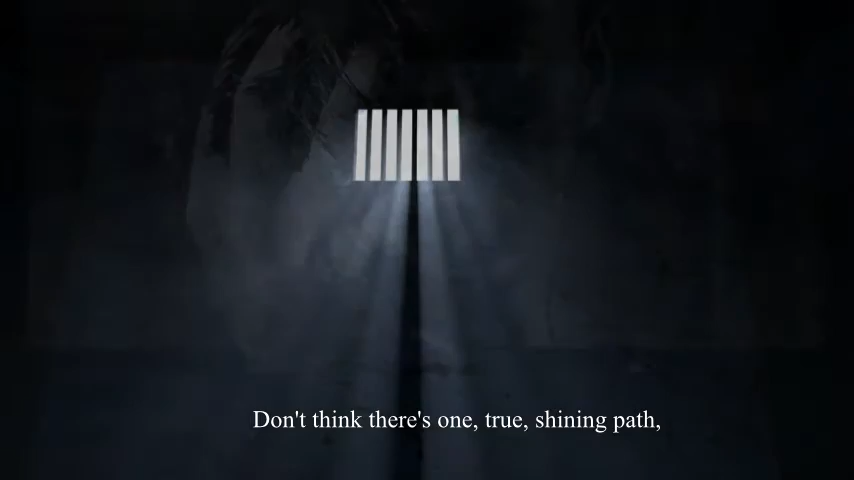 Don't think there's one, true, shining path,